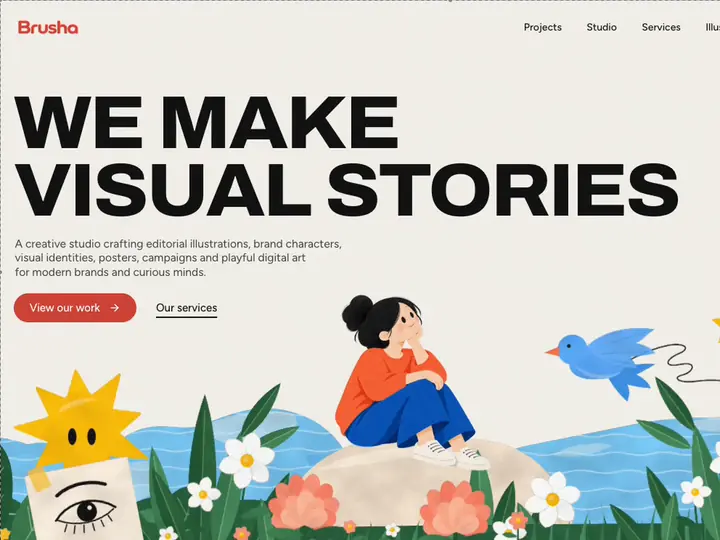 Brusha
Projects Studio Services
WE MAKE
VISUAL STORIES
A creative studio crafting editorial illustrations, brand characters,
visual identities, posters, campaigns and playful digital art
for modern brands and curious minds.
View our work → Our services